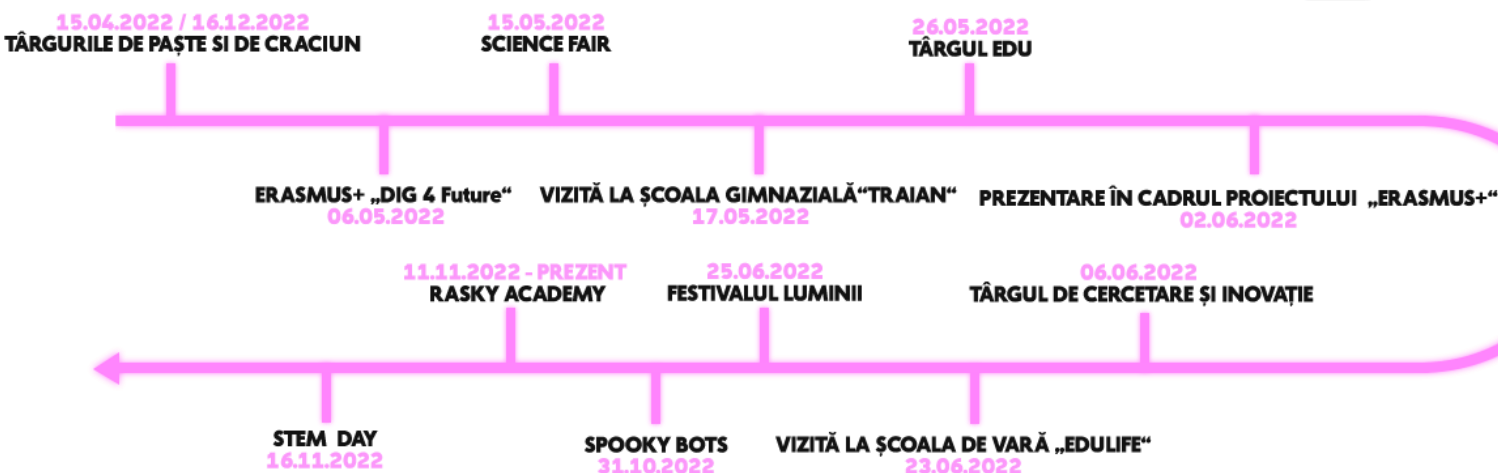 15.04.2022 / 16.12.2022
TÂRGURILE DE PAȘTE SI DE CRACIUN
15.05.2022
SCIENCE FAIR
26.05.2022
TÂRGUL EDU
ERASMUS+ „DIG 4 Future“
06.05.2022
VIZITĂ LA ȘCOALA GIMNAZIALĂ“TRAIAN“
17.05.2022
PREZENTARE ÎN CADRUL PROIECTULUI „ERASMUS+“
02.06.2022
11.11.2022 - PREZENT
RASKY ACADEMY
25.06.2022
FESTIVALUL LUMINII
06.06.2022
TÂRGUL DE CERCETARE ȘI INOVAȚIE
STEM DAY
16.11.2022
SPOOKY BOTS
31.10.2022
VIZITĂ LA ȘCOALA DE VARĂ „EDULIFE“
23.06.2022